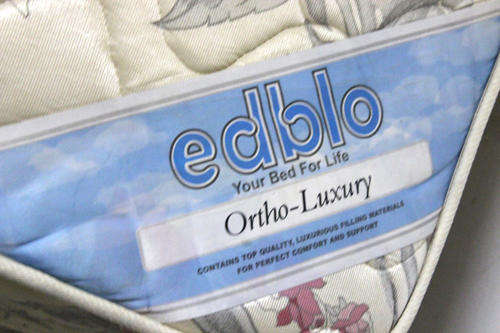 edblo
Your Bed For Life
Ortho-Luxury
CONTAINS TOP QUALITY, LUXURIOUS FILLING MATERIALS
FOR PERFECT COMFORT AND SUPPORT